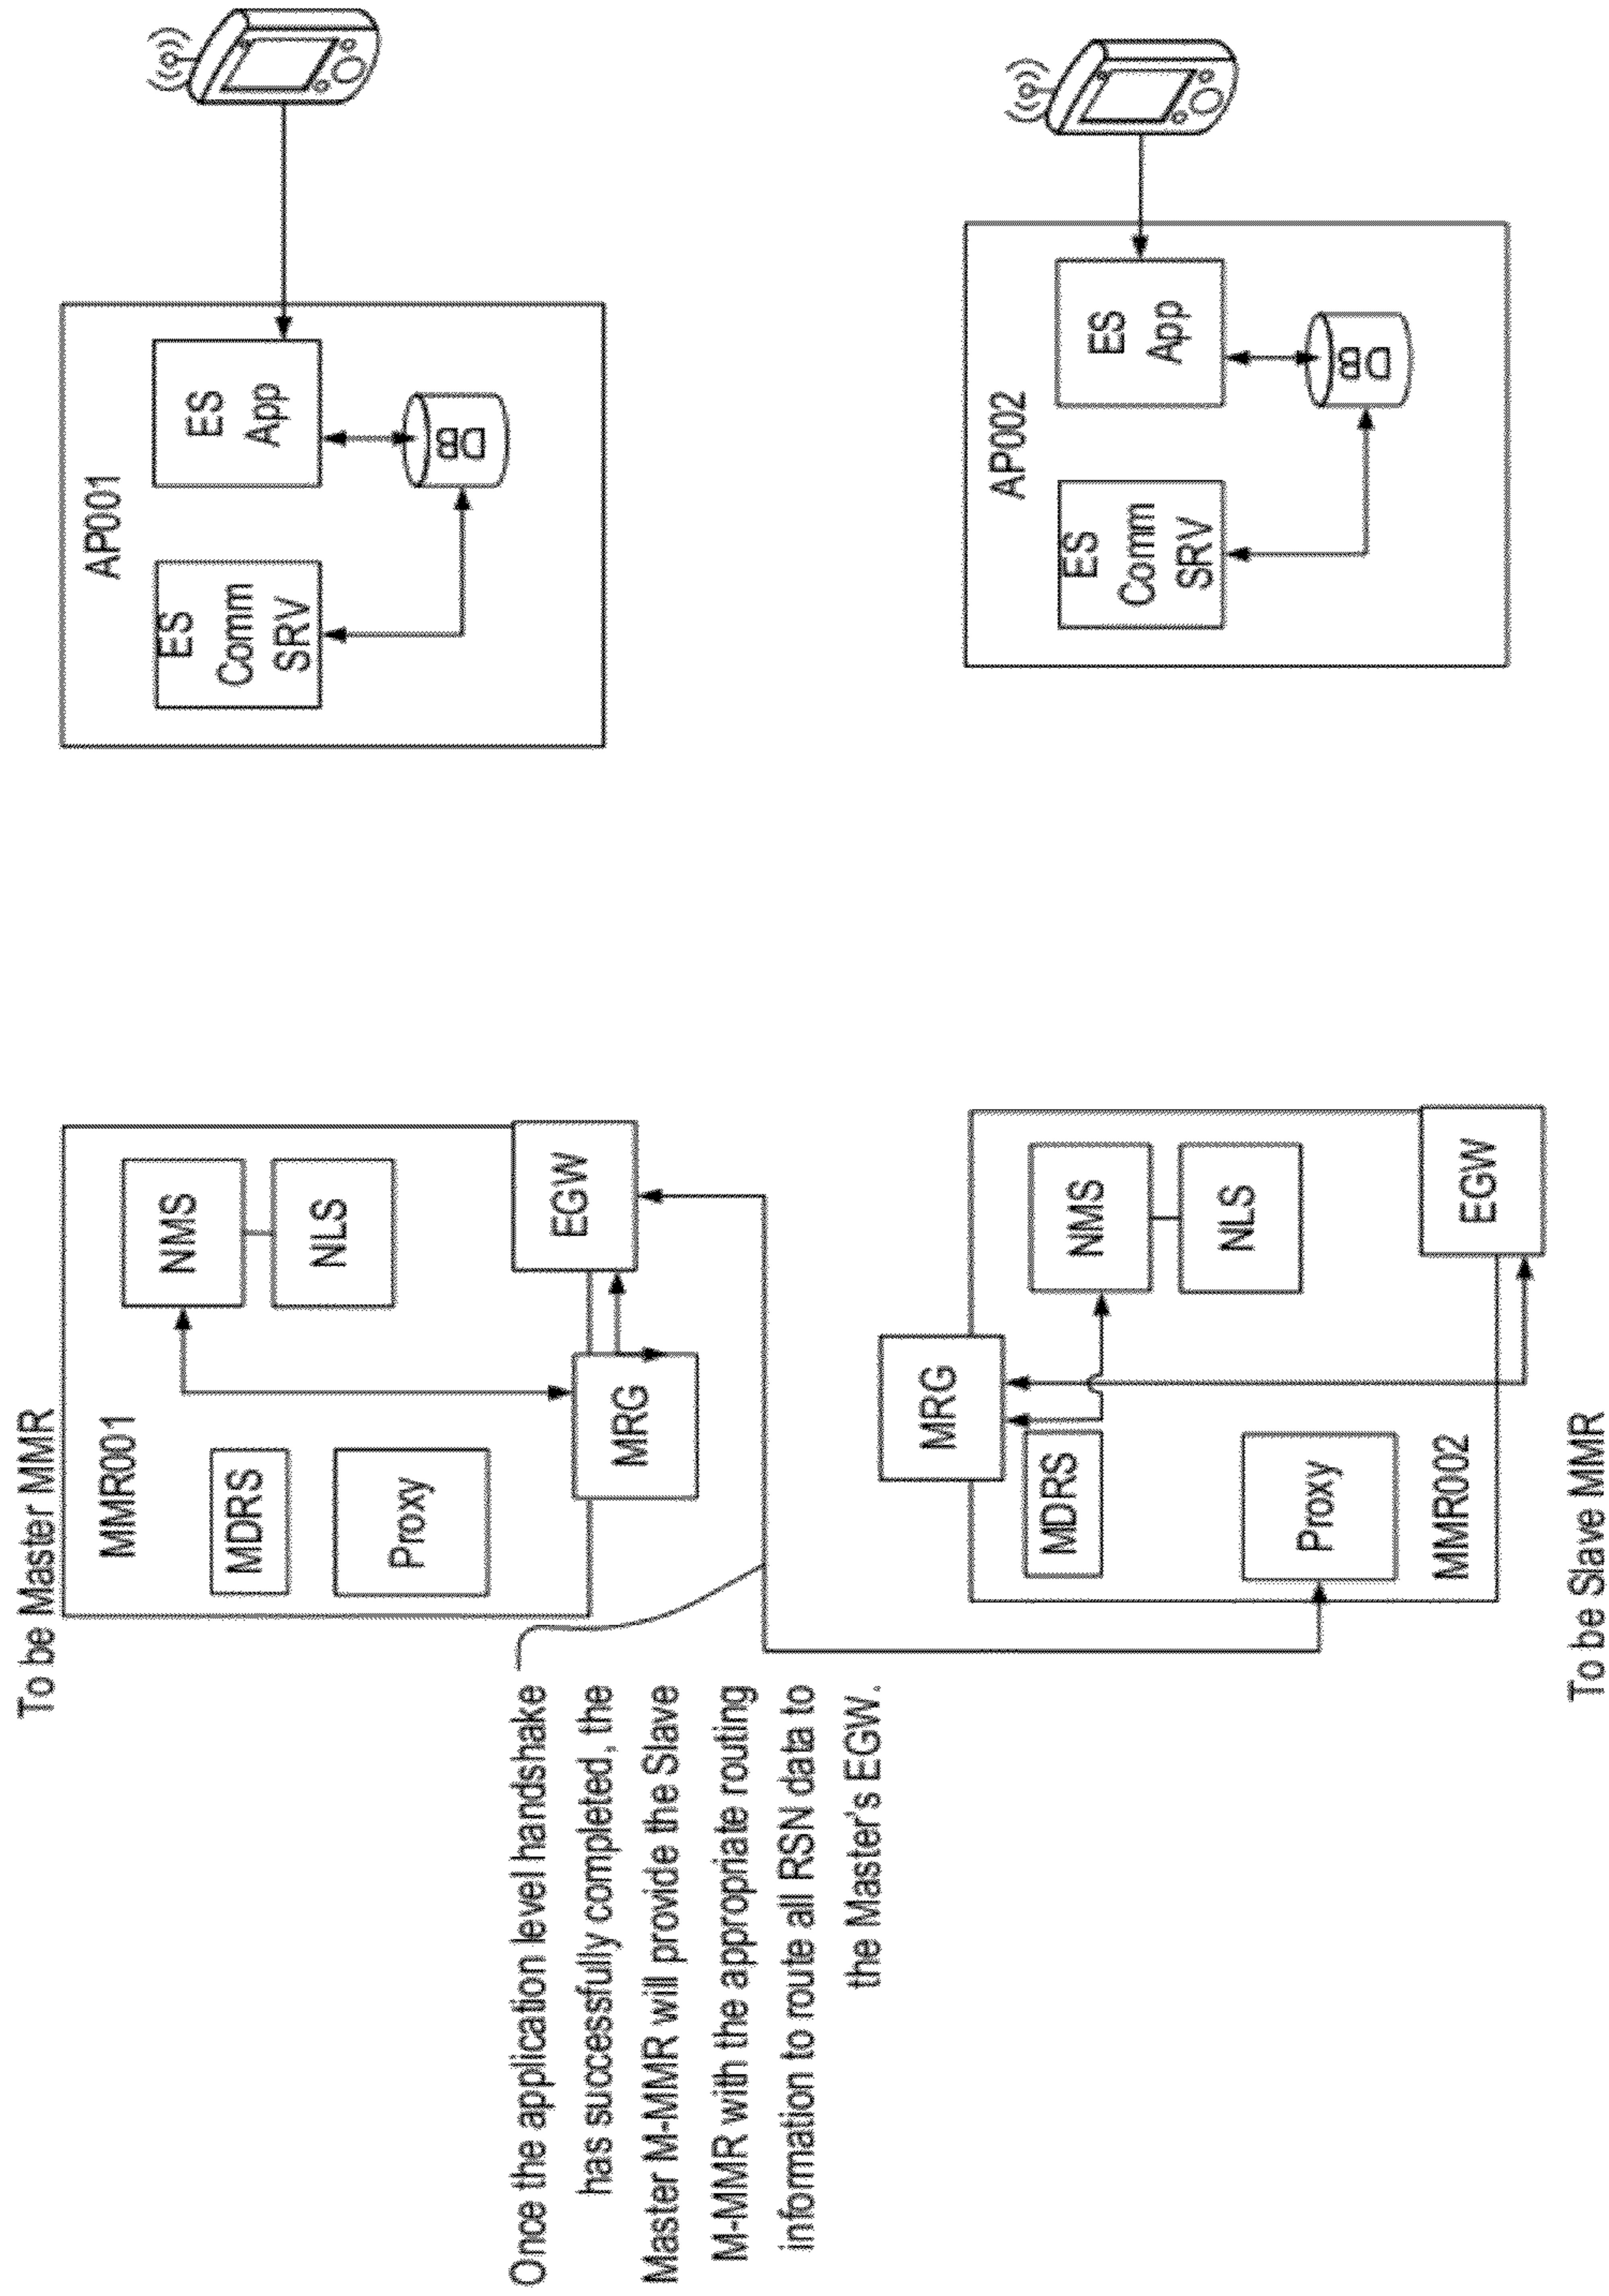 To be Master MMR
MMR001
MDRS
Proxy
NMS
NLS
MRG
EGW
AP001
ES
Comm
SRV
ES
App
DB
Once the application level handshake
has successfully completed, the
Master M-MMR will provide the Slave
M-MMR with the appropriate routing
information to route all RSN data to
the Master's EGW.
MRG
MDRS
NMS
NLS
Proxy
MMR002
EGW
To be Slave MMR
AP002
ES
Comm
SRV
ES
App
DB